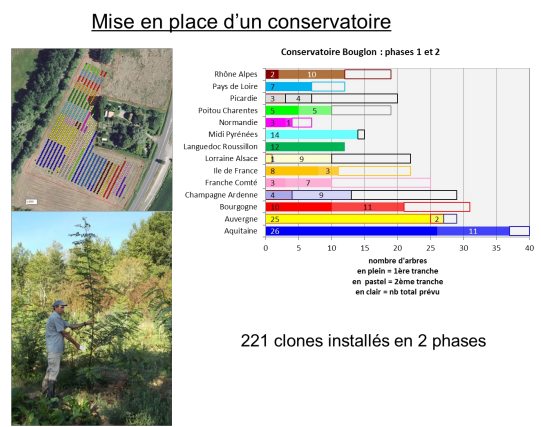 Mise en place d'un conservatoire
Conservatoire Bouglon : phases 1 et 2
Rhône Alpes 2 10
Pays de Loire 7
Picardie 3 4
Poitou Charentes 5 5
Normandie 3 1
Midi Pyrénées 14
Languedoc Roussillon 12
Lorraine Alsace 1 9
Ile de France 8 3
Franche Comté 3 7
Champagne Ardenne 4 9
Bourgogne 10 11
Auvergne 25 2
Aquitaine 26 11
0 5 10 15 20 25 30 35 40
nombre d'arbres
en plein = 1ère tranche
en pastel = 2ème tranche
en clair = nb total prévu
221 clones installés en 2 phases